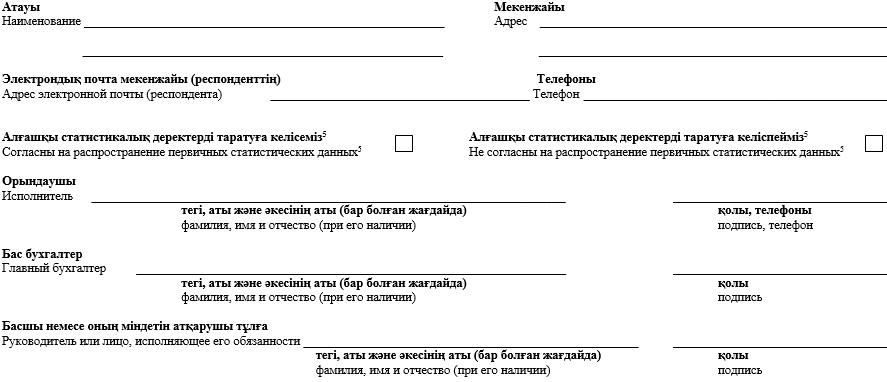 Атауы Мекенжайы
Наименование Адрес
Электрондық почта мекенжайы (респонденттің) Телефоны
Адрес электронной почты (респондента) Телефон
Алғашқы статистикалық деректерді таратуға келісеміз⁵ Алғашқы статистикалық деректерді таратуға келіспейміз⁵
Согласны на распространение первичных статистических данных⁵ Не согласны на распространение первичных статистических данных⁵
Орындаушы
Исполнитель
тегі, аты және әкесінің аты (бар болған жағдайда) қолы, телефоны
фамилия, имя и отчество (при его наличии) подпись, телефон
Бас бухгалтер
Главный бухгалтер
тегі, аты және әкесінің аты (бар болған жағдайда) қолы
фамилия, имя и отчество (при его наличии) подпись
Басшы немесе оның міндетін атқарушы тұлға
Руководитель или лицо, исполняющее его обязанности
тегі, аты және әкесінің аты (бар болған жағдайда) қолы
фамилия, имя и отчество (при его наличии) подпись